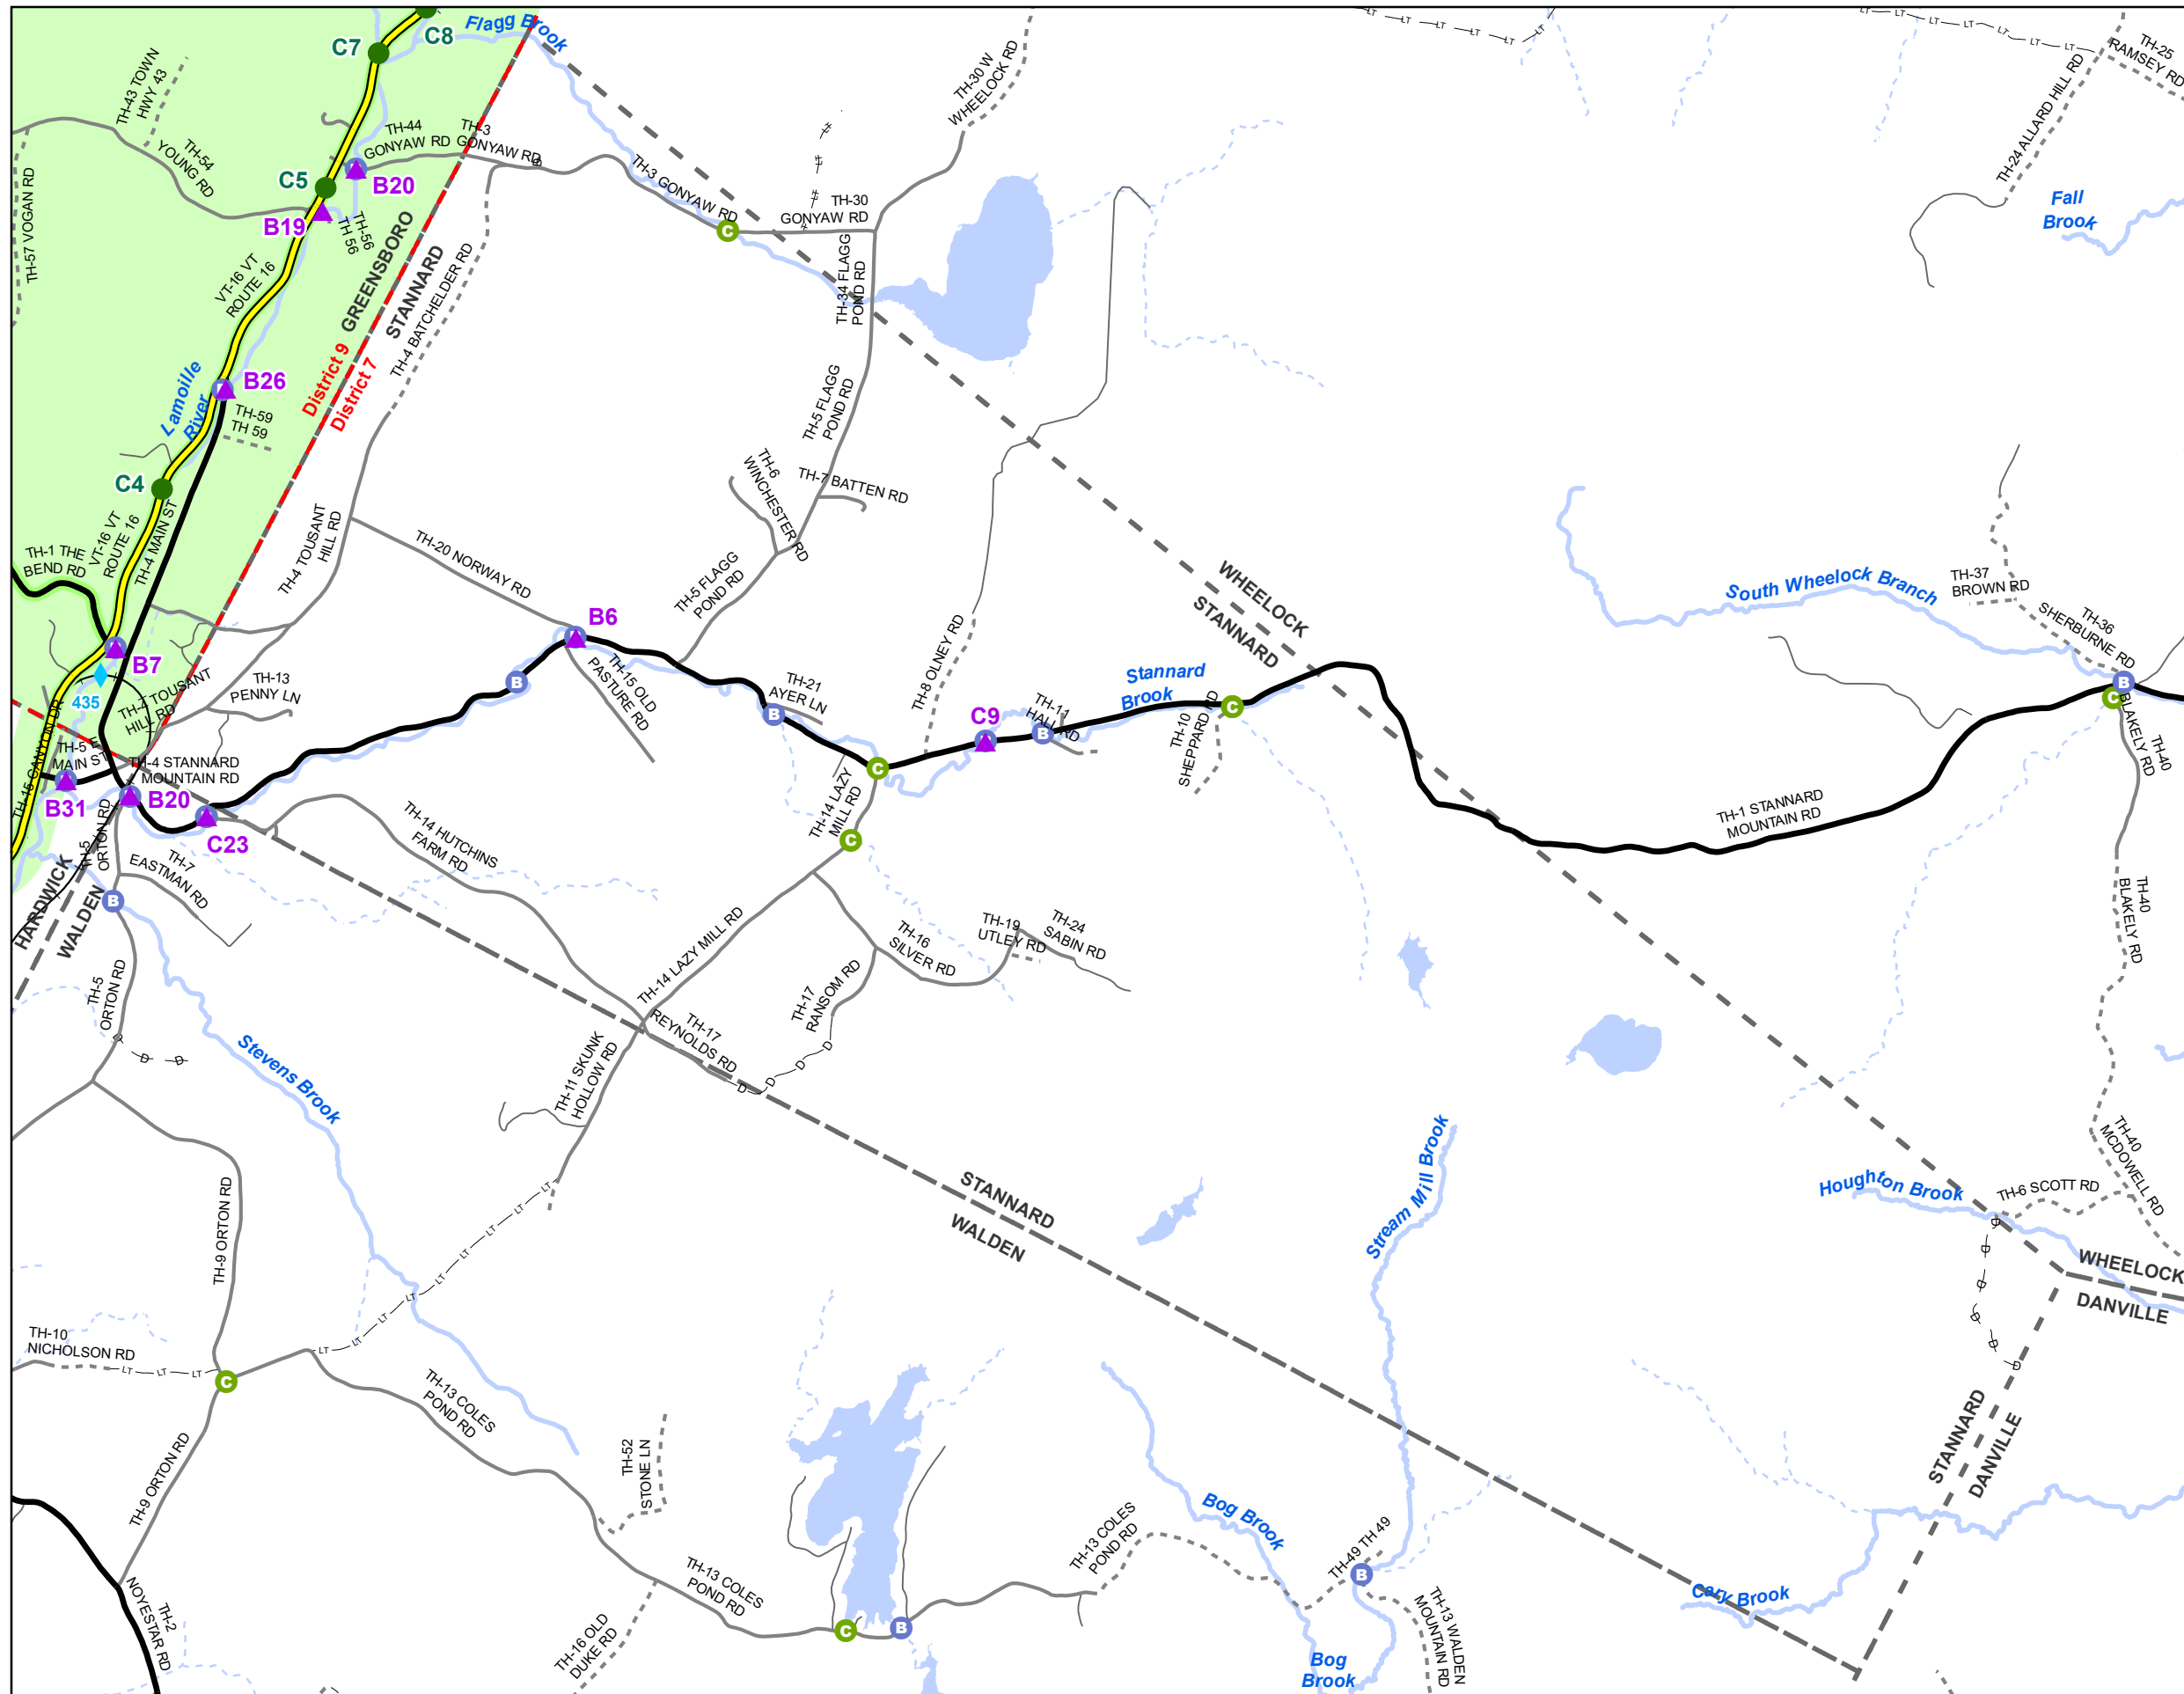 Flagg Brook
C8
C7
TH-43 TOWN
HWY 43
TH-30 W
WHEELOCK RD
TH-25
RAMSEY RD
TH-24 ALLARD HILL RD
TH-54
YOUNG RD
TH-44
GONYAW RD
TH-3
GONYAW RD
TH-3 GONYAW RD
TH-30
GONYAW RD
TH-57 VOGAN RD
C5
B20
B19
TH-56
TH 56
GREENSBORO
STANNARD
Fall
Brook
VT-16 VT
ROUTE 16
TH-4 BATCHELDER RD
TH-34 FLAGG
POND RD
District 9
District 7
Lamoille
River
B26
TH-59
TH 59
TH-5 FLAGG
POND RD
TH-6
WINCHESTER RD
TH-7 BATTEN RD
C4
VT-16 VT
ROUTE 16
TH-4 MAIN ST
TH-1 THE
BEND RD
TH-4 TOUSANT
HILL RD
TH-20 NORWAY RD
TH-5 FLAGG
POND RD
WHEELOCK
STANNARD
South Wheelock Branch
TH-37
BROWN RD
TH-36
SHERBURNE RD
B6
B7
435
TH-4 TOUSANT
HILL RD
TH-13
PENNY LN
TH-15 OLD
PASTURE RD
TH-21
AYER LN
TH-8 OLNEY RD
C9
TH-11
HALL RD
Stannard
Brook
TH-10
SHEPPARD RD
B
C
B
B
C
B
C
TH-40
BLAKELY RD
TH-15 CANYON DR
TH-5
MAIN ST
TH-4 STANNARD
MOUNTAIN RD
B31
B20
C23
TH-14 LAZY
MILL RD
TH-1 STANNARD
MOUNTAIN RD
TH-5
ORTON RD
TH-7
EASTMAN RD
TH-14 HUTCHINS
FARM RD
C
B
HARDWICK
WALDEN
TH-14 LAZY MILL RD
TH-16
SILVER RD
TH-19
UTLEY RD
TH-24
SABIN RD
TH-40
BLAKELY RD
TH-5
ORTON RD
TH-17
RANSOM RD
TH-17
REYNOLDS RD
Stevens Brook
TH-11 SKUNK
HOLLOW RD
Stream Mill Brook
TH-40
MCDOWELL RD
Houghton Brook
TH-6 SCOTT RD
STANNARD
WALDEN
WHEELOCK
DANVILLE
TH-9 ORTON RD
TH-10
NICHOLSON RD
C
TH-13 COLES
POND RD
STANNARD
DANVILLE
TH-9 ORTON RD
TH-52
STONE LN
Bog Brook
TH-13 COLES
POND RD
TH-49 TH 49
B
TH-13 WALDEN
MOUNTAIN RD
Cary Brook
TH-2
NOYESTAR RD
TH-13 COLES
POND RD
TH-16 OLD
DUKE RD
C
B
Bog
Brook